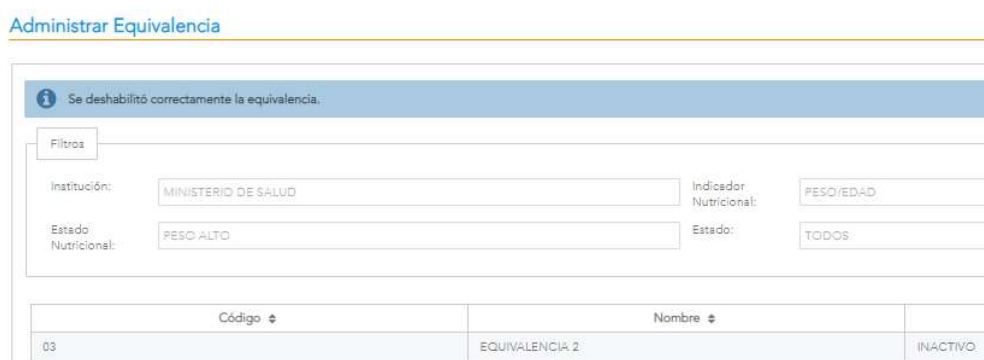 Administrar Equivalencia
Se deshabilitó correctamente la equivalencia.
Filtros
Institución: MINISTERIO DE SALUD Indicador Nutricional: PESO/EDAD
Estado Nutricional: PESO ALTO Estado: TODOS
Código Nombre
03 EQUIVALENCIA 2 INACTIVO